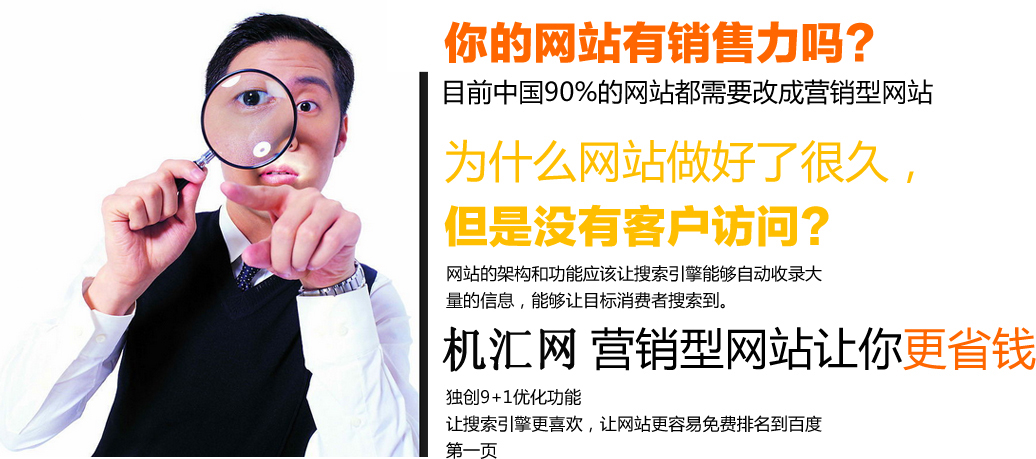 你的网站有销售力吗？
目前中国90%的网站都需要改成营销型网站
为什么网站做好了很久，
但是没有客户访问？
网站的架构和功能应该让搜索引擎能够自动收录大
量的信息，能够让目标消费者搜索到。
机汇网 营销型网站让你更省钱
独创9+1优化功能
让搜索引擎更喜欢，让网站更容易免费排名到百度
第一页